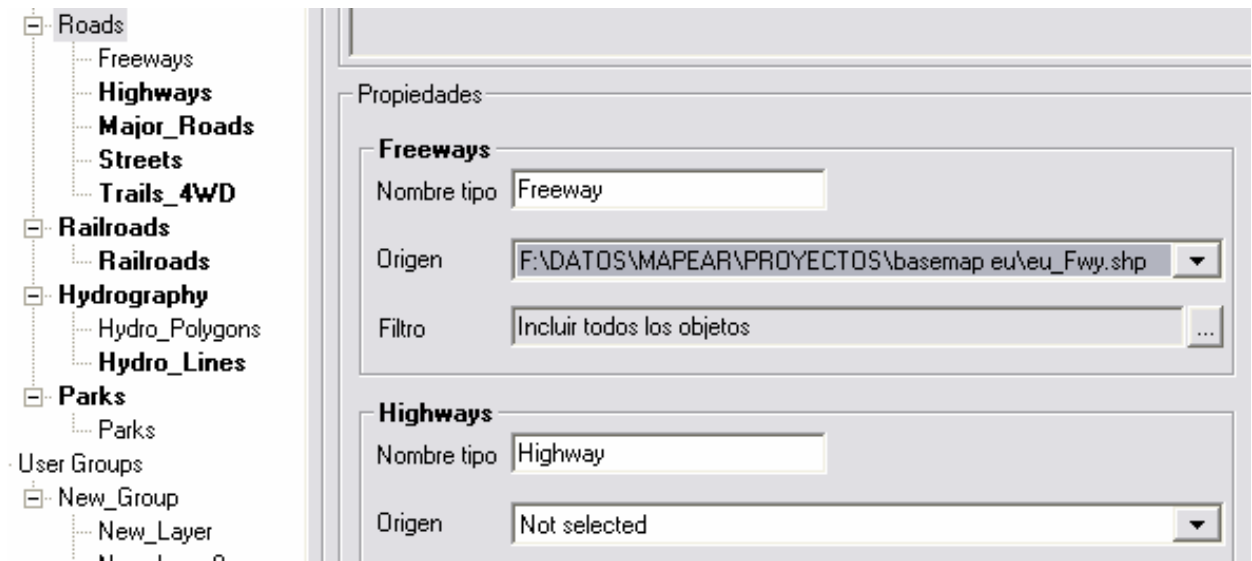 Roads
Freeways
Highways
Major_Roads
Streets
Trails_4WD
Railroads
Railroads
Hydrography
Hydro_Polygons
Hydro_Lines
Parks
Parks
User Groups
New_Group
New_Layer
Propiedades
Freeways
Nombre tipo Freeway
Origen F:\DATOS\MAPEAR\PROYECTOS\basemap eu\eu_Fwy.shp
Filtro Incluir todos los objetos ...
Highways
Nombre tipo Highway
Origen Not selected